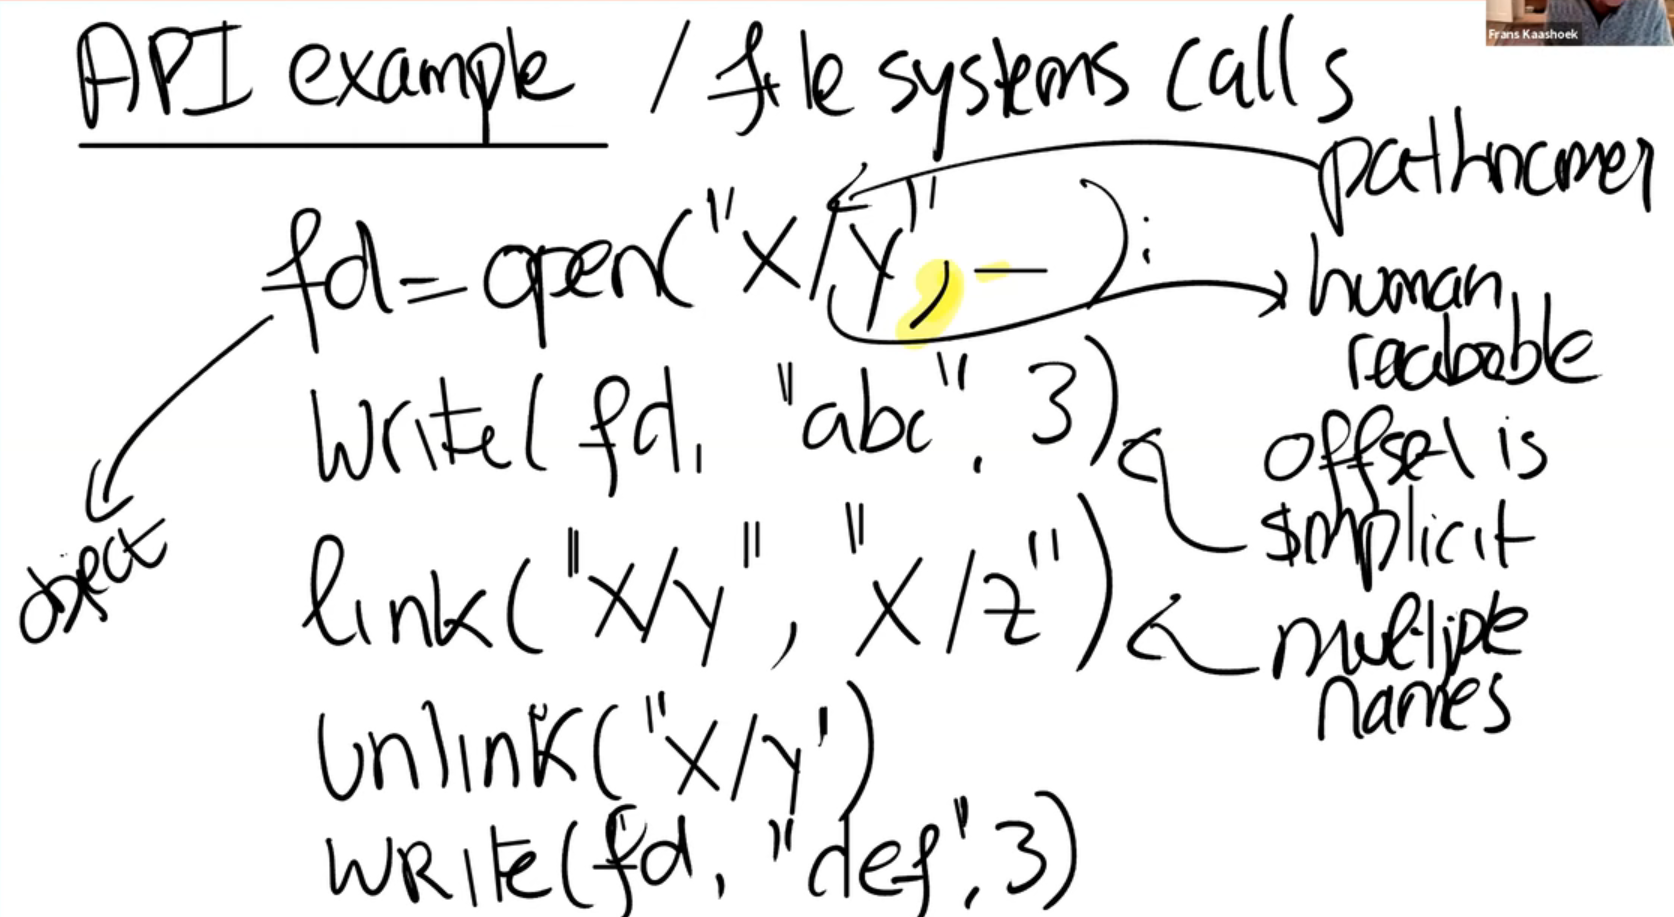 API example / file systems calls
Frans Kaashoek
pathnames
fd = open("x/y", _ );
human
readable
write( fd, "abc", 3)
offset is
implicit
object
link( "x/y", "x/z")
multiple
names
unlink("x/y')
write(fd, "def", 3)